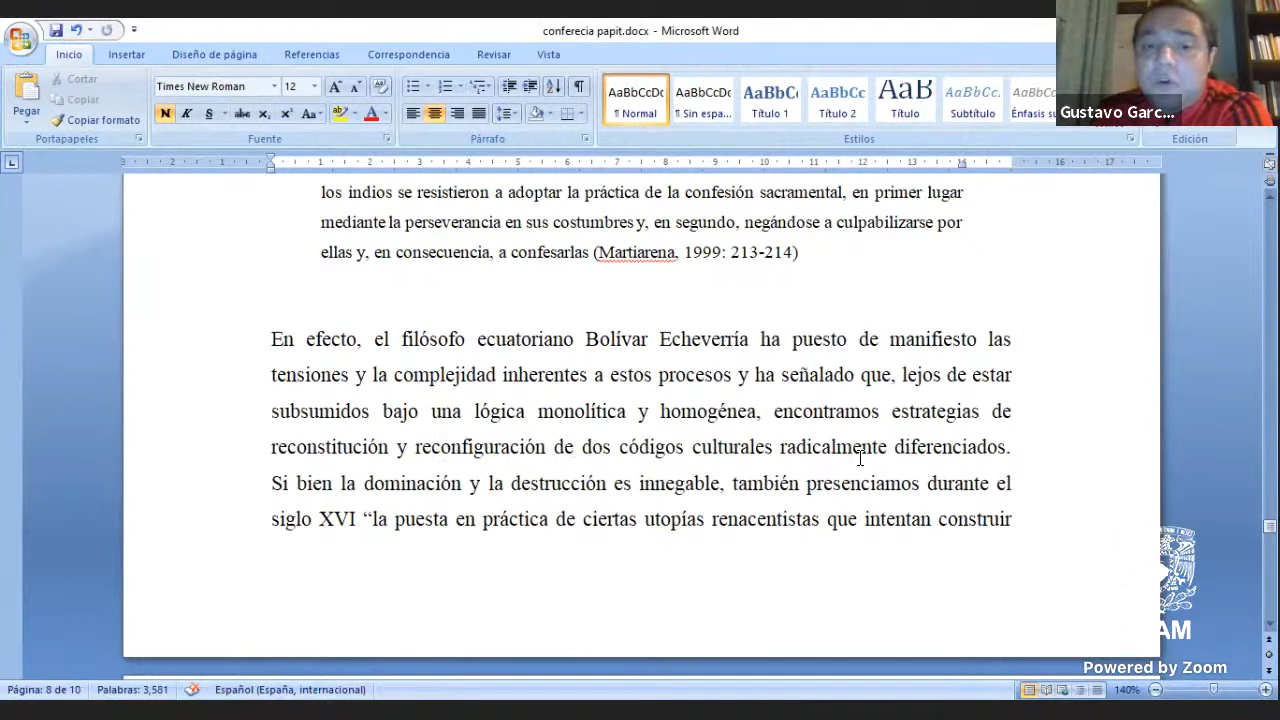 conferecia papit.docx - Microsoft Word
Inicio Insertar Diseño de página Referencias Correspondencia Revisar Vista
Pegar
Cortar
Copiar
Copiar formato
Portapapeles
Times New Roman 12
Fuente
Párrafo
AaBbCcDc AaBbCcDc AaBbC AaBbCc AaB AaBbCc.
¶ Normal ¶ Sin espa... Título 1 Título 2 Título Subtítulo
Estilos
Edición
Gustavo Garc...
los indios se resistieron a adoptar la práctica de la confesión sacramental, en primer lugar
mediante la perseverancia en sus costumbres y, en segundo, negándose a culpabilizarse por
ellas y, en consecuencia, a confesarlas (Martiarena, 1999: 213-214)
En efecto, el filósofo ecuatoriano Bolívar Echeverría ha puesto de manifiesto las
tensiones y la complejidad inherentes a estos procesos y ha señalado que, lejos de estar
subsumidos bajo una lógica monolítica y homogénea, encontramos estrategias de
reconstitución y reconfiguración de dos códigos culturales radicalmente diferenciados.
Si bien la dominación y la destrucción es innegable, también presenciamos durante el
siglo XVI “la puesta en práctica de ciertas utopías renacentistas que intentan construir
Powered by Zoom
Página: 8 de 10 Palabras: 3,581 Español (España, internacional) 140%